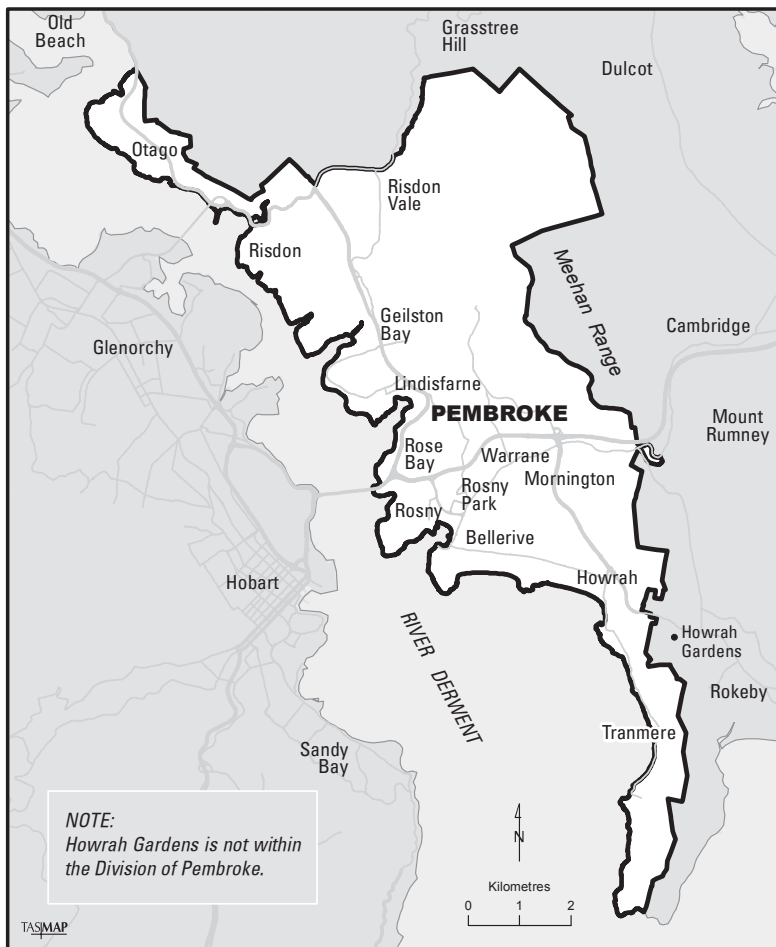 Old
Beach
Grasstree
Hill
Dulcot
Otago
Risdon
Vale
Risdon
Meehan Range
Geilston
Bay
Cambridge
Glenorchy
Lindisfarne
PEMBROKE
Mount
Rumney
Rose
Bay
Warrane
Mornington
Rosny
Park
Rosny
Bellerive
Hobart
Howrah
RIVER DERWENT
Howrah
Gardens
Rokeby
Tranmere
Sandy
Bay
NOTE:
Howrah Gardens is not within
the Division of Pembroke.
N
Kilometres
0 1 2
TASMAP